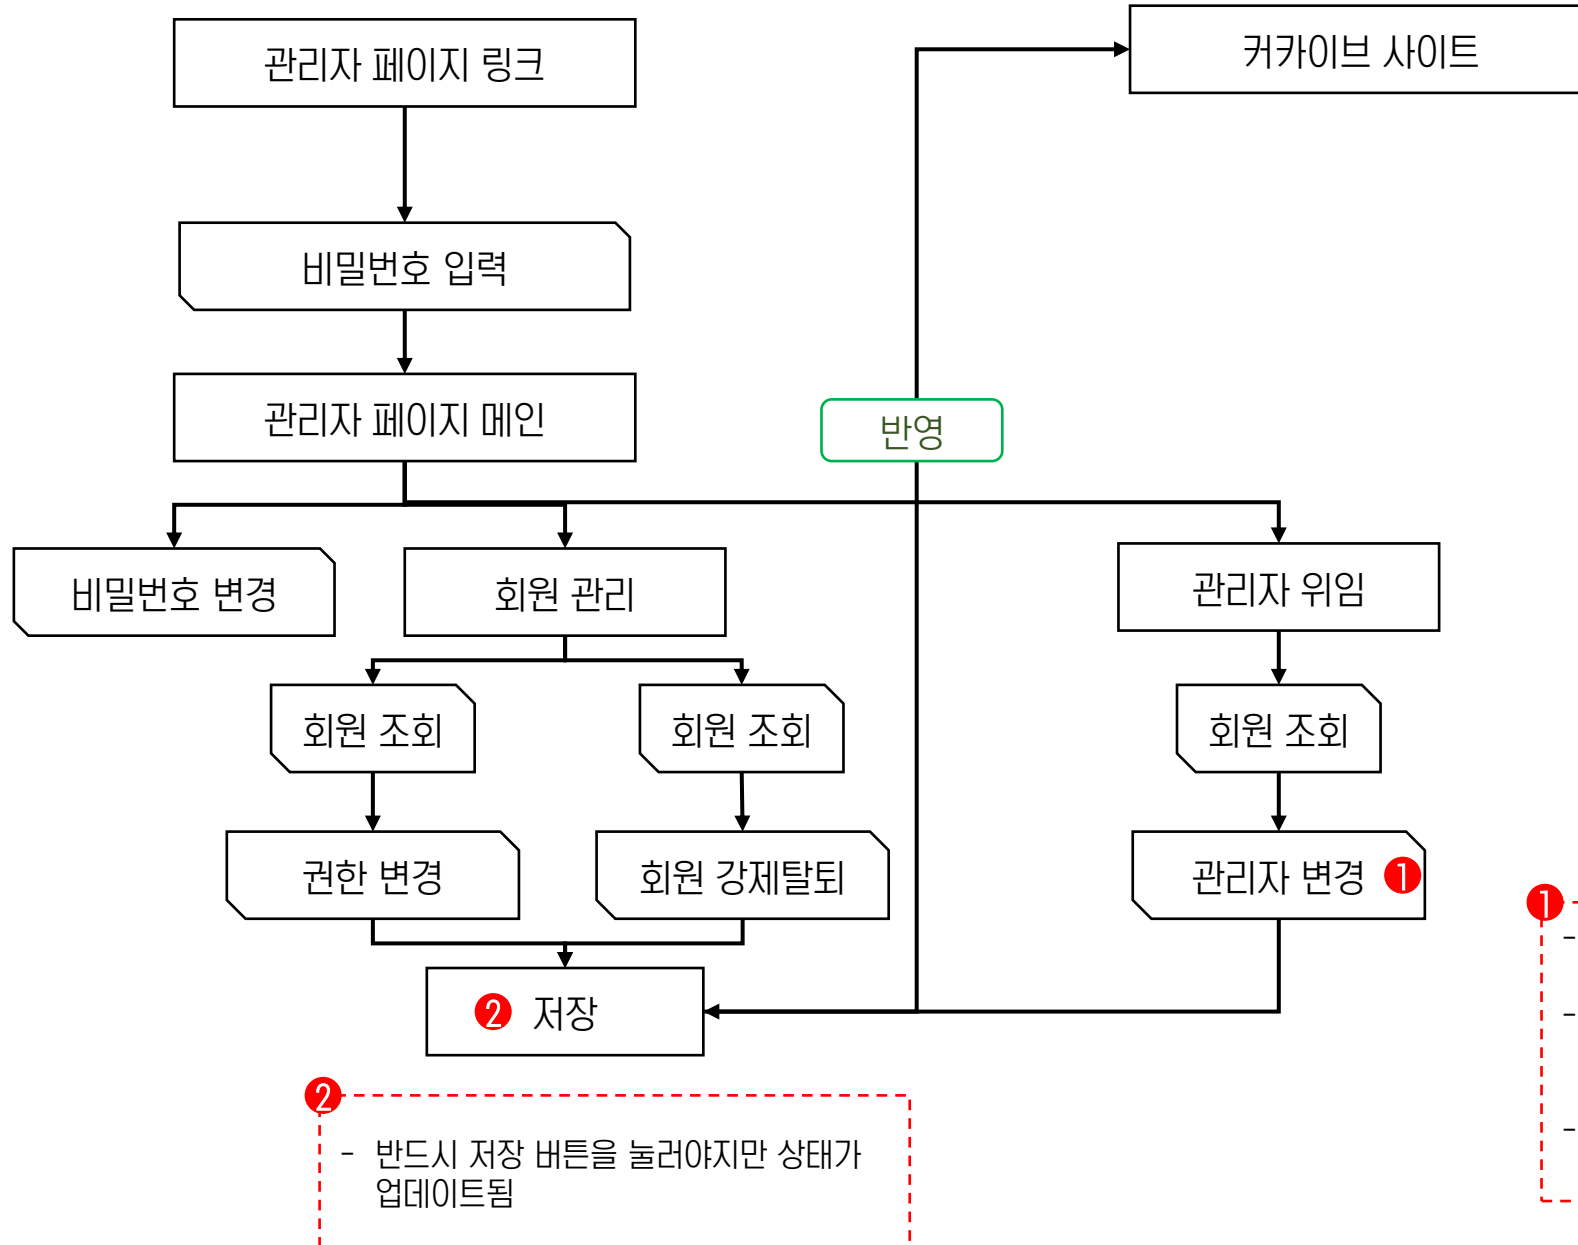 관리자 페이지 링크
커카이브 사이트
비밀번호 입력
관리자 페이지 메인
반영
비밀번호 변경
회원 관리
관리자 위임
회원 조회
회원 조회
회원 조회
권한 변경
회원 강제탈퇴
관리자 변경 1
1
-
-
-
2 저장
2
- 반드시 저장 버튼을 눌러야지만 상태가
업데이트됨